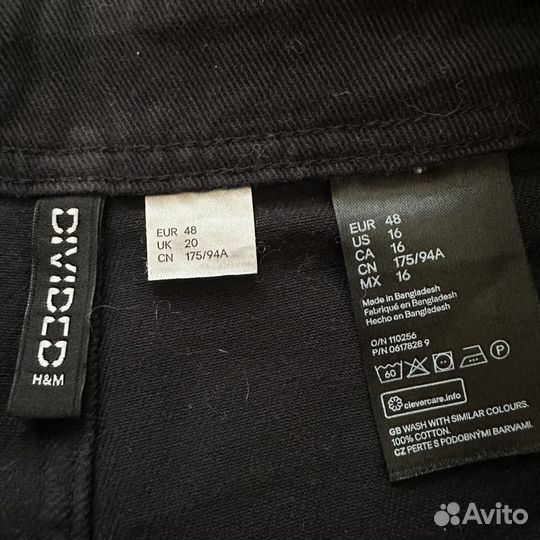 DIVIDED
H&M
EUR 48
UK 20
CN 175/94A
EUR 48
US 16
CA 16
CN 175/94A
MX 16
Made in Bangladesh
Fabriqué en Bangladesh
Hecho en Bangladesh
O/N 110256
P/N 0617828 9
60
P
clevercare.info
GB WASH WITH SIMILAR COLOURS.
100% COTTON.
CZ PERTE S PODOBNÝMI BARVAMI.
Avito